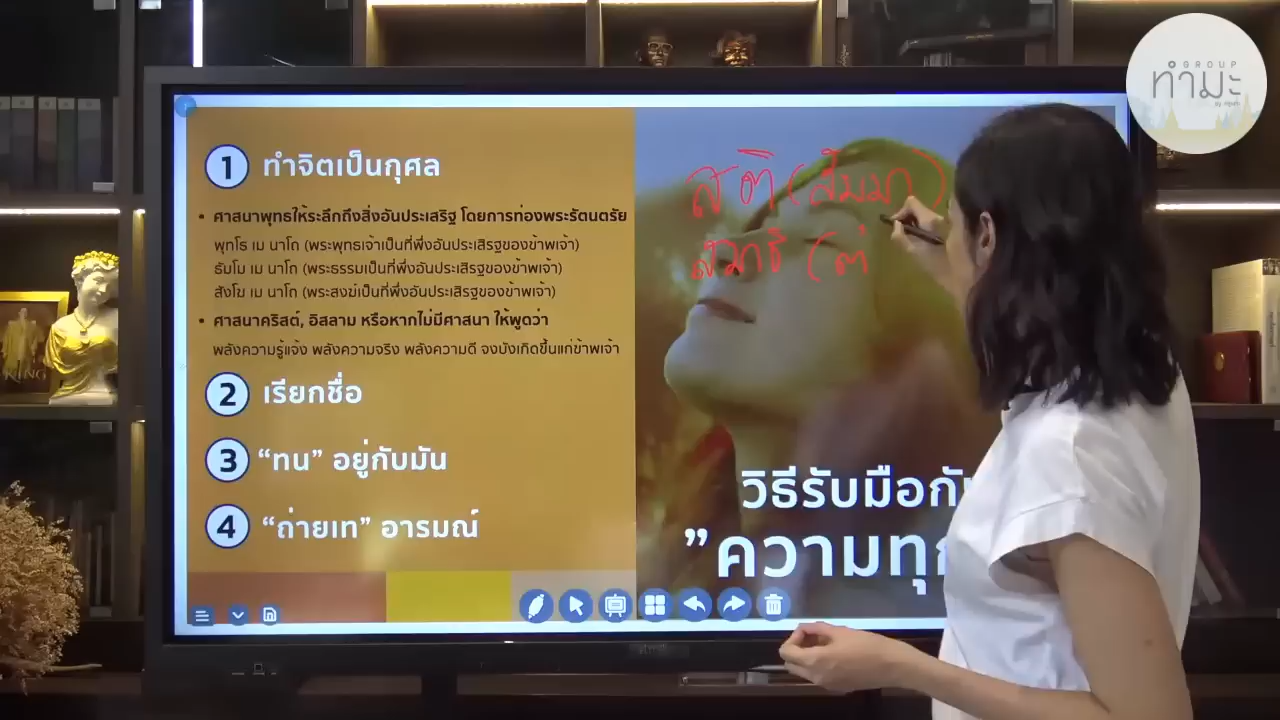 GROUP
ทำมะ
1 ทำจิตเป็นกุศล
• ศาสนาพุทธให้ระลึกถึงสิ่งอันประเสริฐ โดยการท่องพระรัตนตรัย
พุทโธ เม นาโถ (พระพุทธเจ้าเป็นที่พึ่งอันประเสริฐของข้าพเจ้า)
ธัมโม เม นาโถ (พระธรรมเป็นที่พึ่งอันประเสริฐของข้าพเจ้า)
สังโฆ เม นาโถ (พระสงฆ์เป็นที่พึ่งอันประเสริฐของข้าพเจ้า)
• ศาสนาคริสต์, อิสลาม หรือหากไม่มีศาสนา ให้พูดว่า
พลังความรู้แจ้ง พลังความจริง พลังความดี จงบังเกิดขึ้นแก่ข้าพเจ้า
2 เรียกชื่อ
3 “ทน” อยู่กับมัน
4 “ถ่ายเท” อารมณ์
สติ (สัมมา)
สมาธิ (ตั
วิธีรับมือกับ
”ความทุก
KING